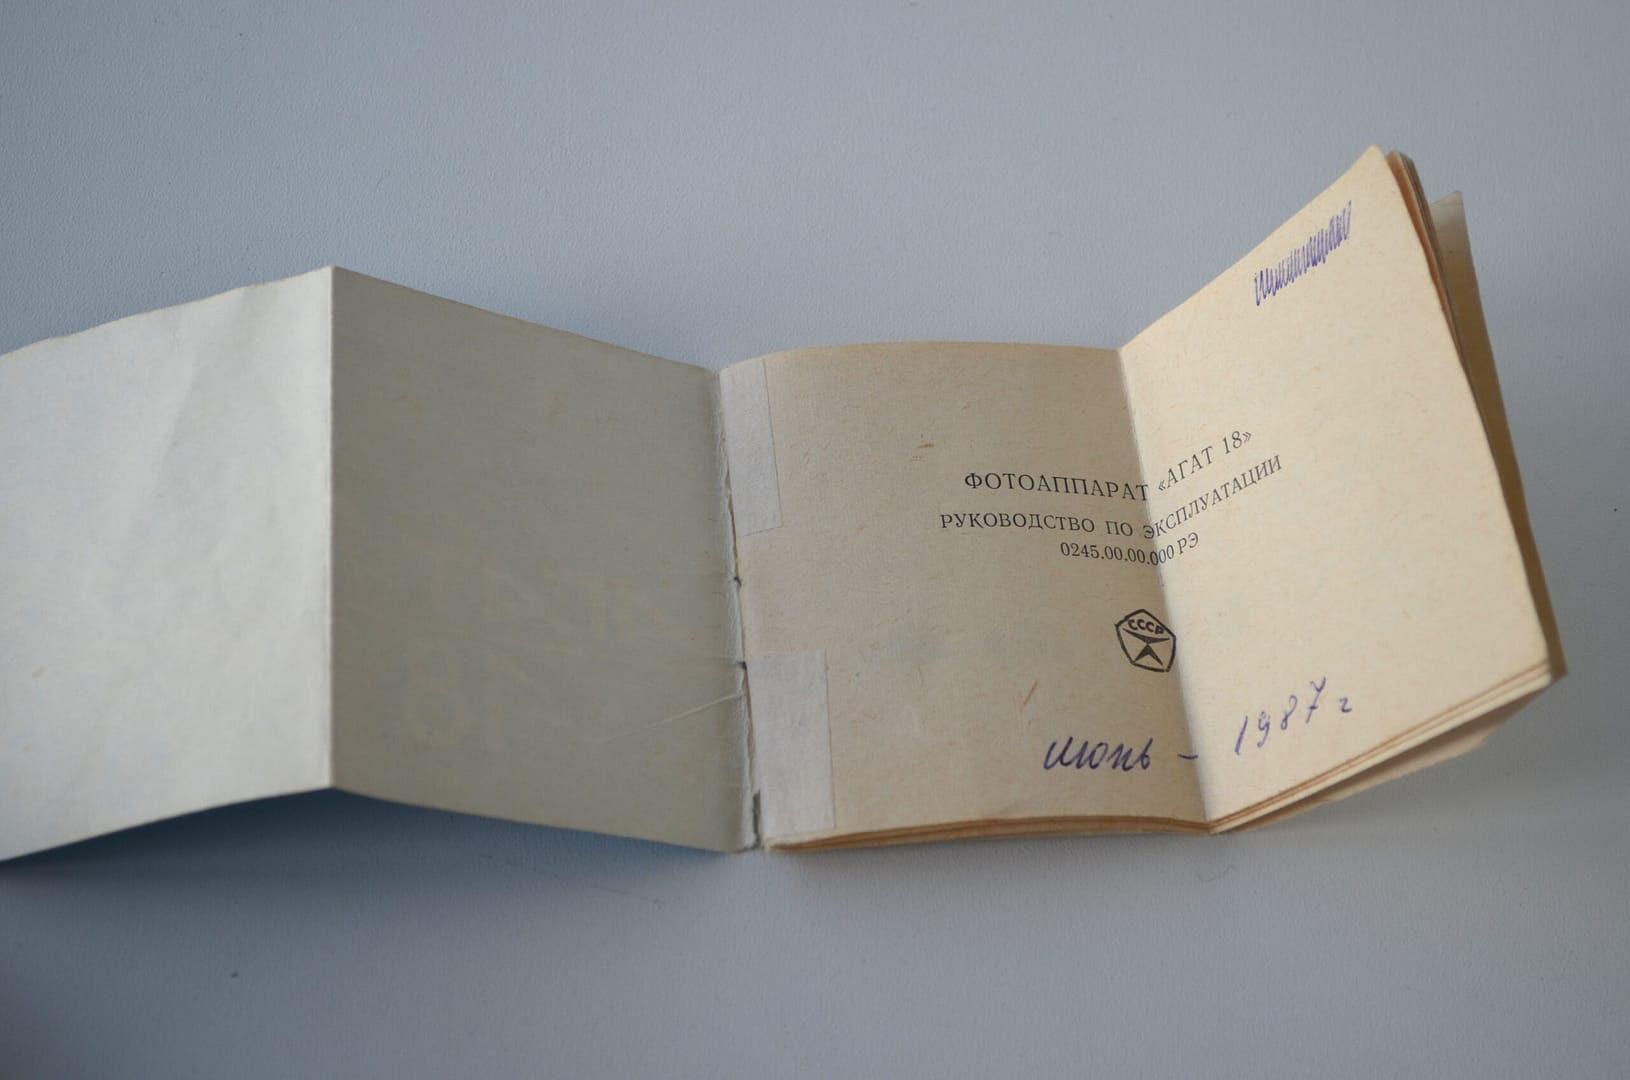 ФОТОАППАРАТ «АГАТ 18»
РУКОВОДСТВО ПО ЭКСПЛУАТАЦИИ
0245.00.00.000 РЭ
СССР
июнь - 1987 г